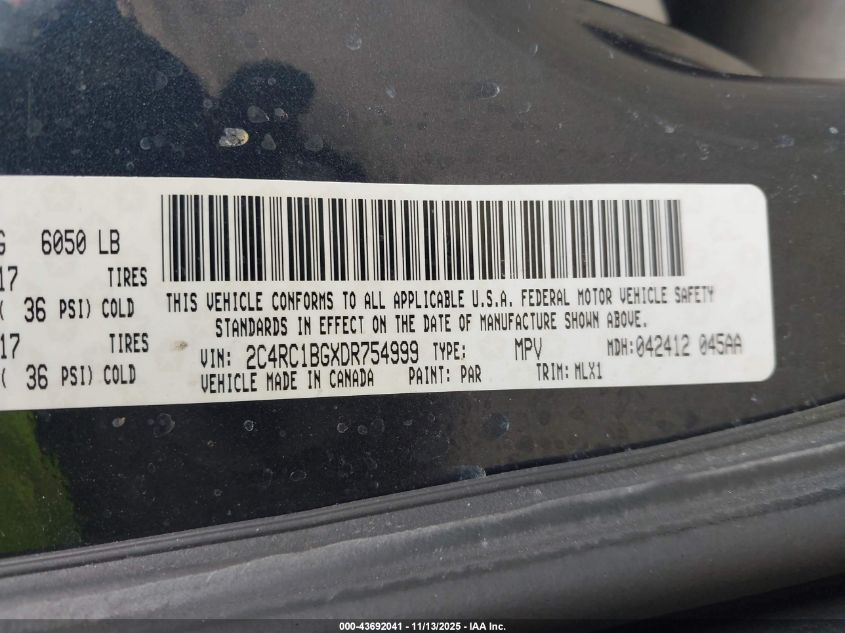 G 6050 LB
17 TIRES
( 36 PSI) COLD
17 TIRES
( 36 PSI) COLD
THIS VEHICLE CONFORMS TO ALL APPLICABLE U.S.A. FEDERAL MOTOR VEHICLE SAFETY
STANDARDS IN EFFECT ON THE DATE OF MANUFACTURE SHOWN ABOVE.
VIN: 2C4RC1BGXDR754999 TYPE: MPV MDH:042412 045AA
VEHICLE MADE IN CANADA PAINT: PAR TRIM: MLX1
000-43692041 - 11/13/2025 - IAA Inc.